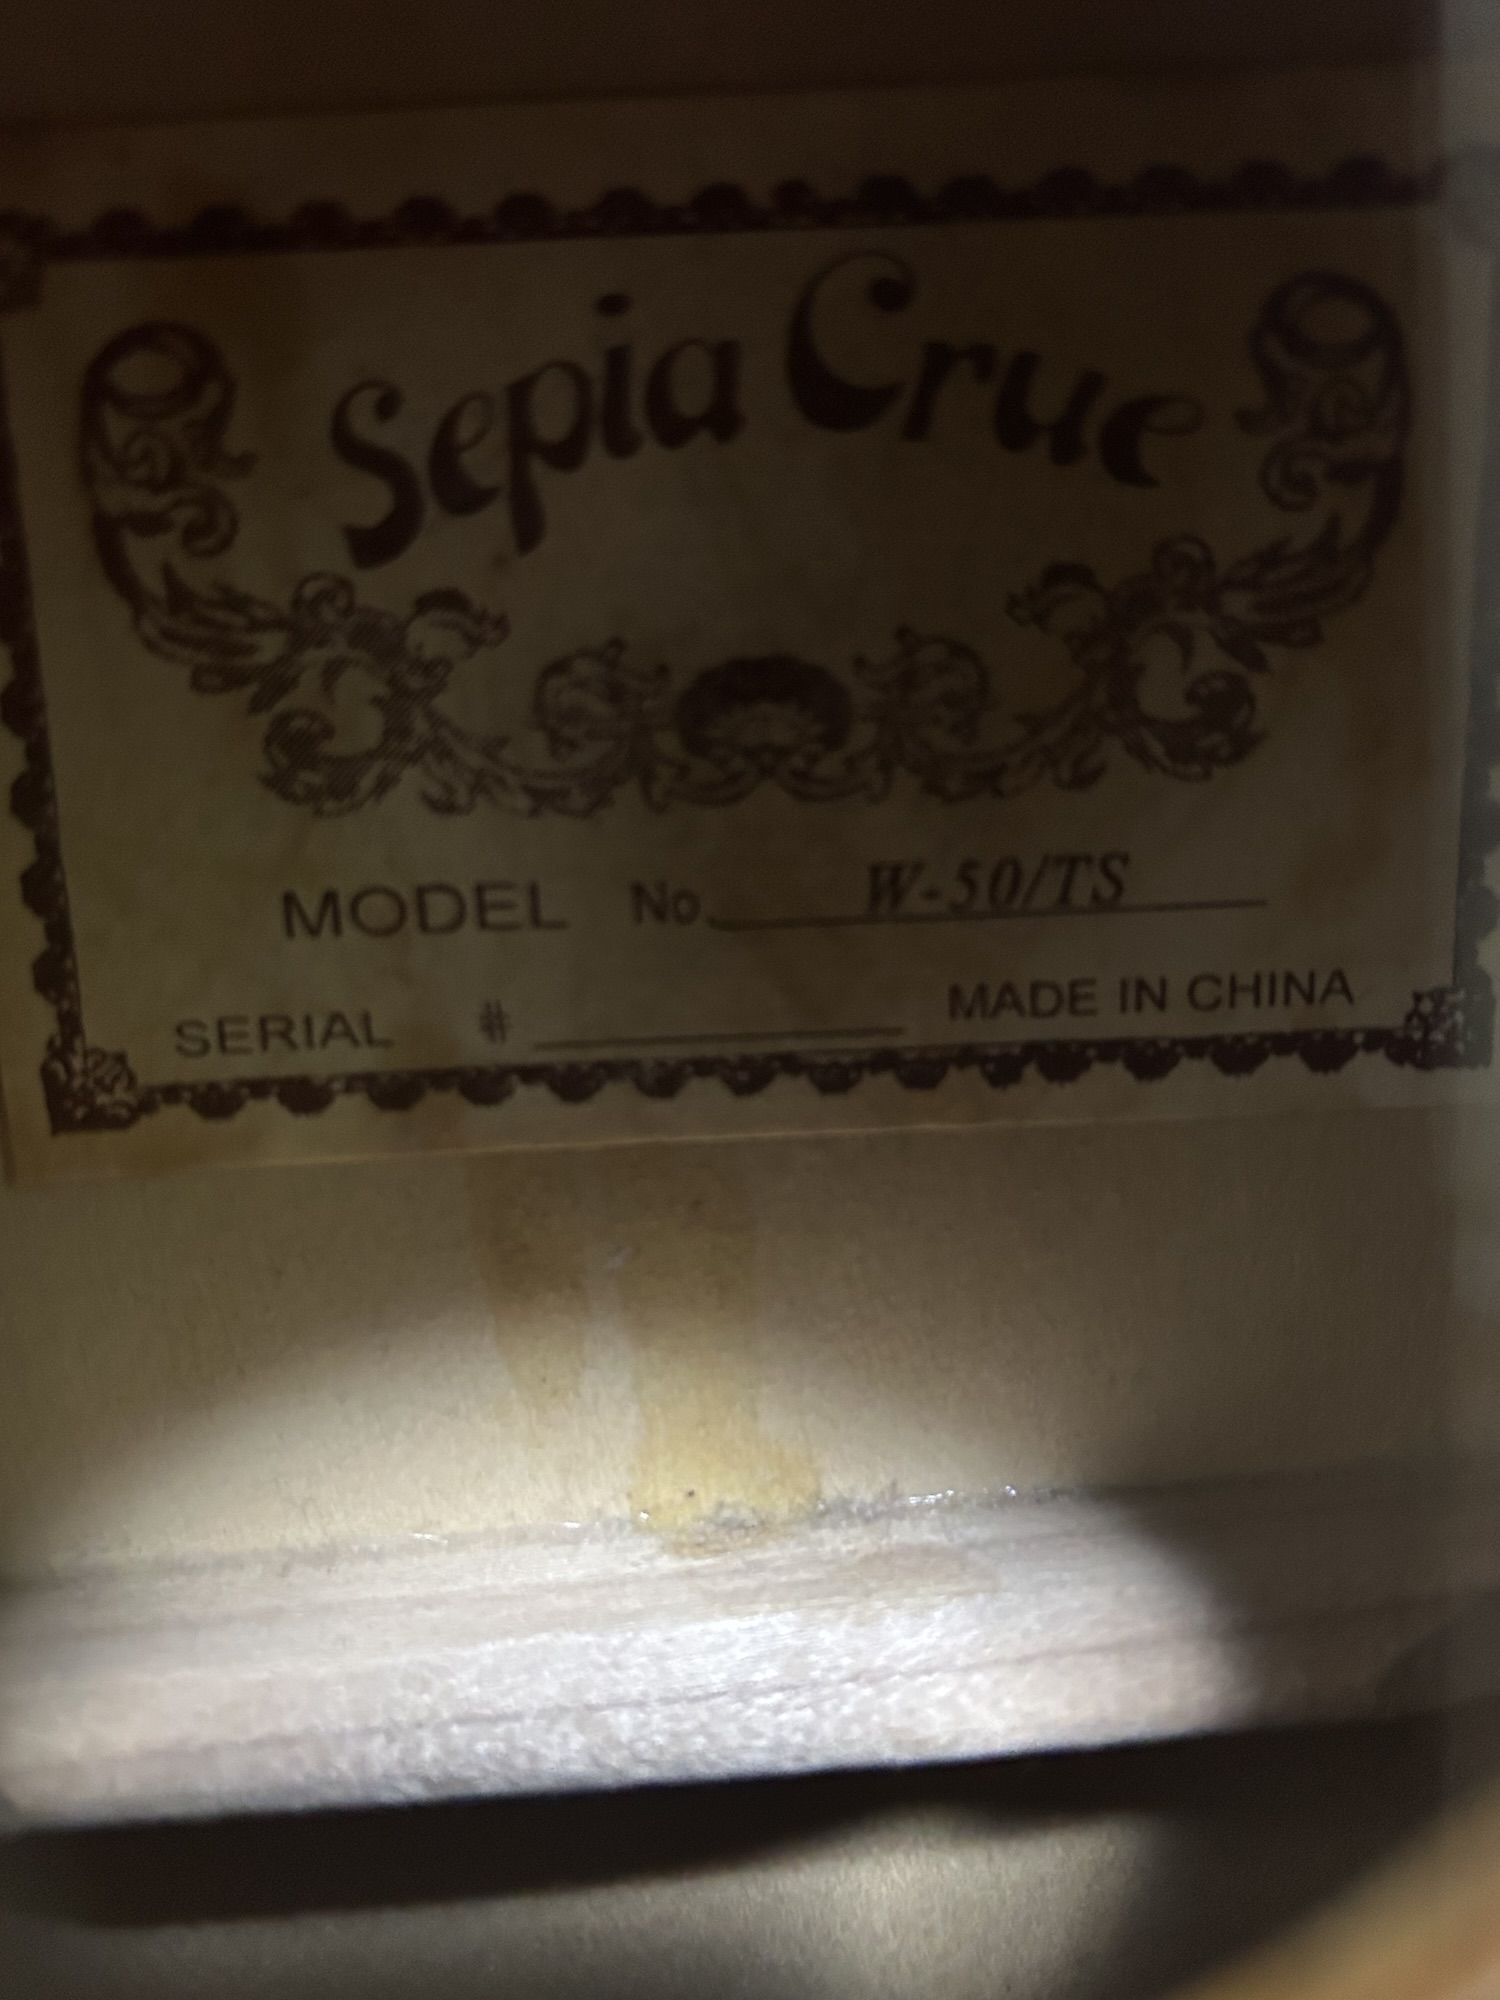 Sepia Crue
MODEL No. W-50/TS
SERIAL # MADE IN CHINA